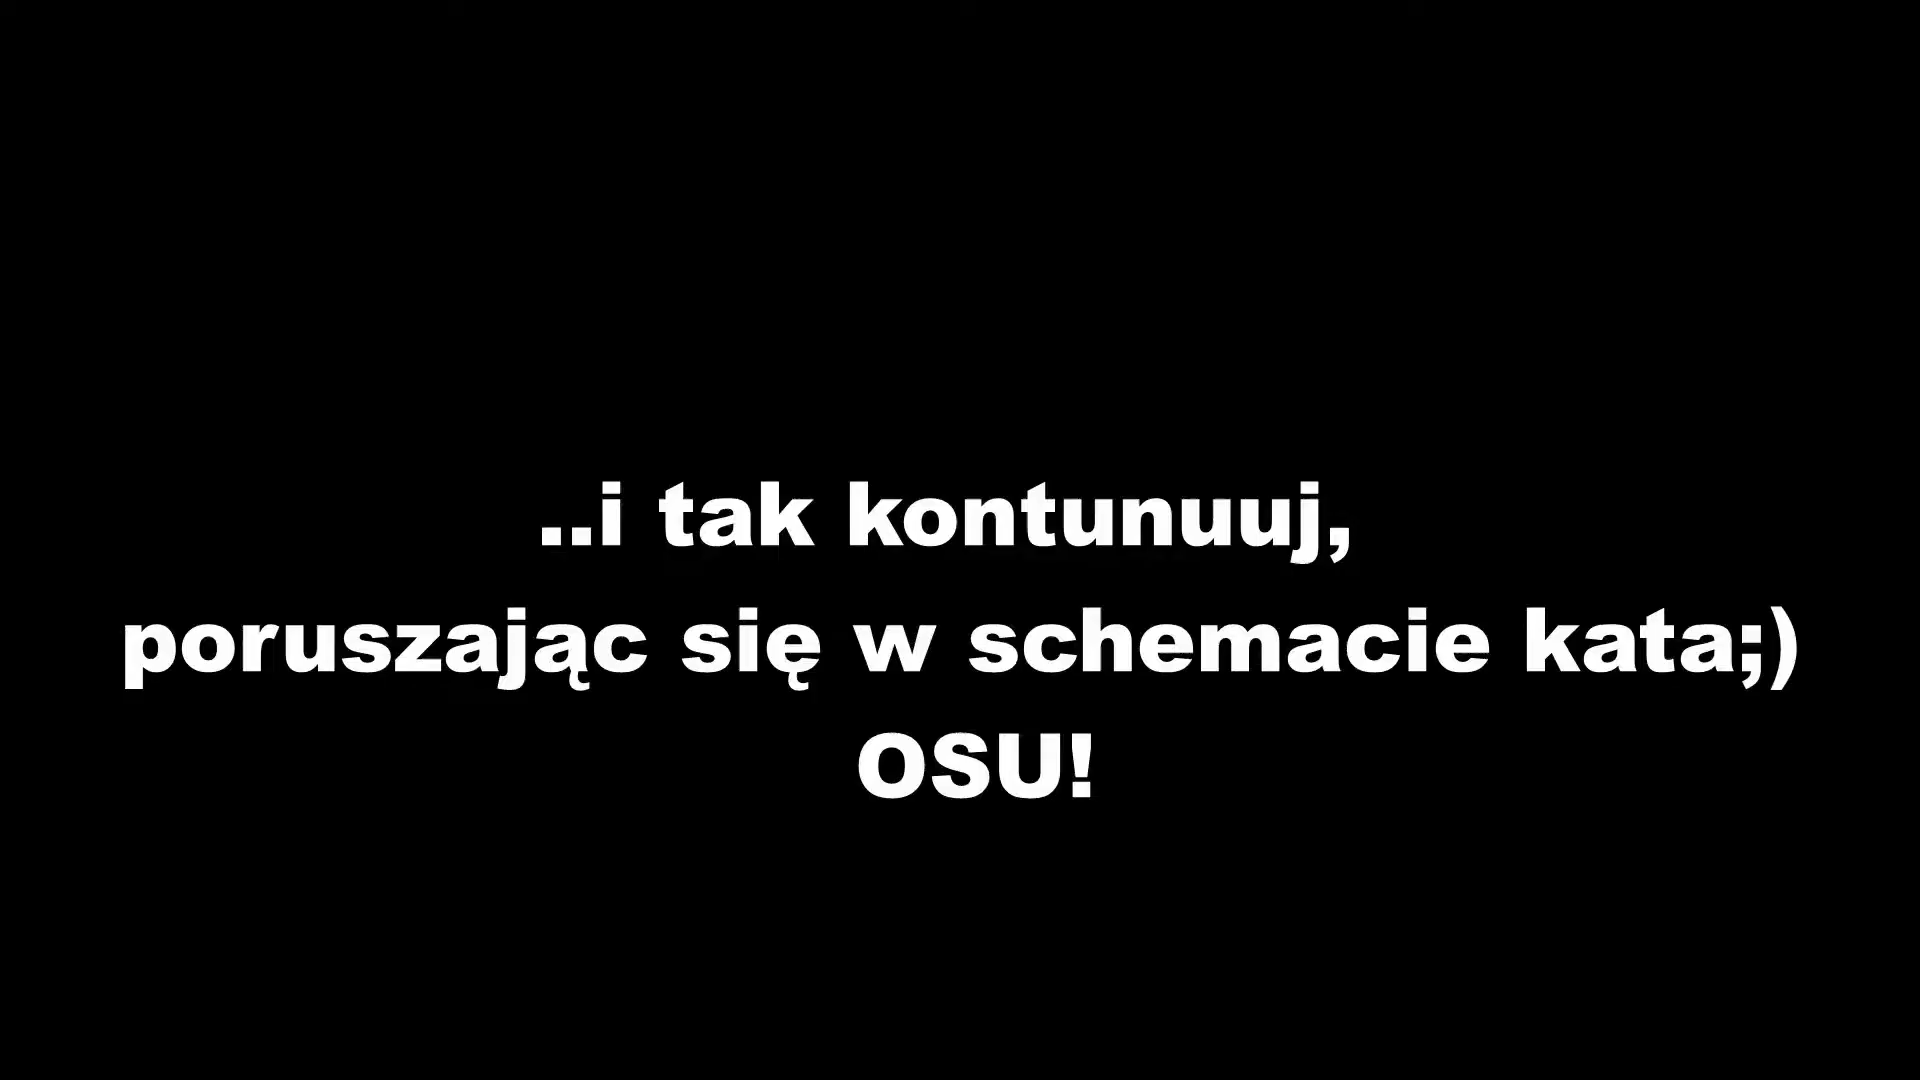 ..i tak kontunuuj,
poruszając się w schemacie kata;)
OSU!